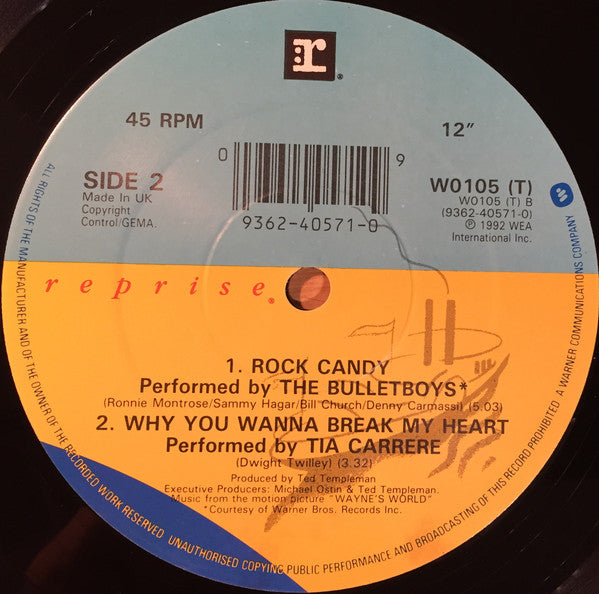 r®
45 RPM
12"
0 9
9362-40571-0
SIDE 2
Made In UK
Copyright
Control/GEMA.
W0105 (T)
W0105 (T) B
(9362-40571-0)
℗ 1992 WEA
International Inc.
reprise®
1. ROCK CANDY
Performed by THE BULLETBOYS*
(Ronnie Montrose/Sammy Hagar/Bill Church/Denny Carmassi) (5.03)
2. WHY YOU WANNA BREAK MY HEART
Performed by TIA CARRERE
(Dwight Twilley) (3.32)
Produced by Ted Templeman
Executive Producers: Michael Ostin & Ted Templeman.
Music from the motion picture "WAYNE'S WORLD"
*Courtesy of Warner Bros. Records Inc.
ALL RIGHTS OF THE MANUFACTURER AND OF THE OWNER OF THE RECORDED WORK RESERVED. UNAUTHORISED COPYING PUBLIC PERFORMANCE AND BROADCASTING OF THIS RECORD PROHIBITED. A WARNER COMMUNICATIONS COMPANY